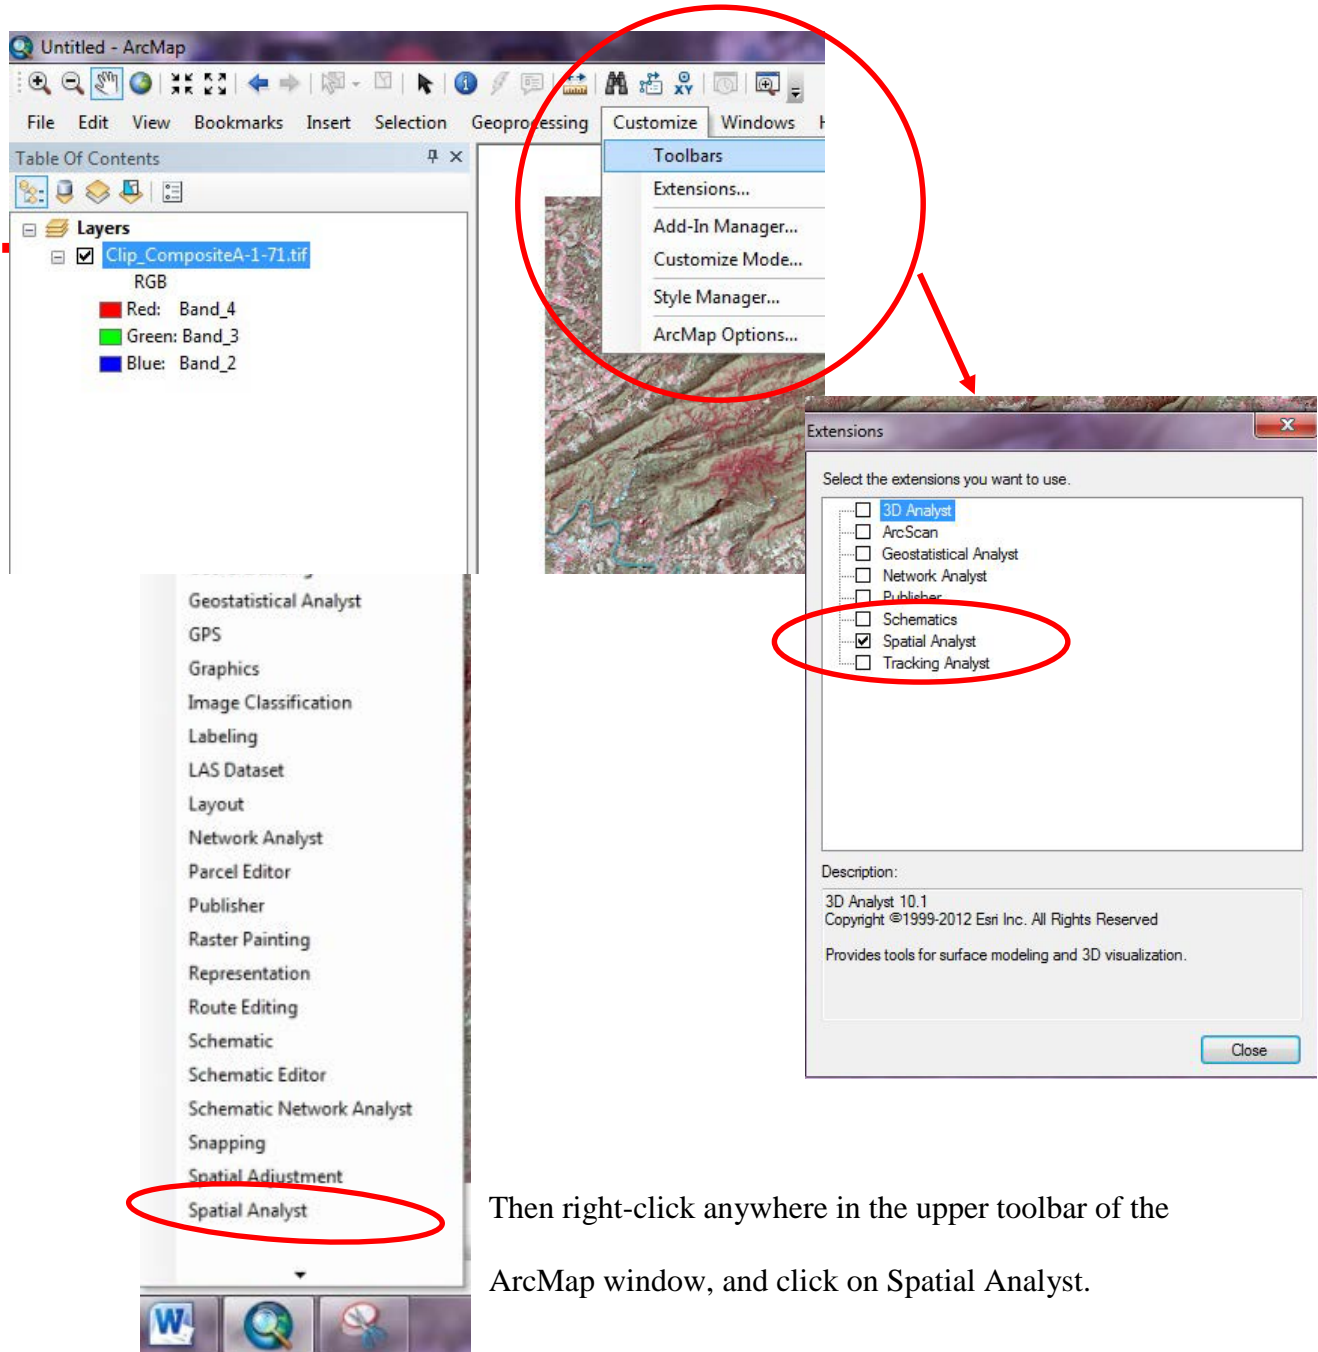 Untitled - ArcMap
File Edit View Bookmarks Insert Selection Geoprocessing Customize Windows
Table Of Contents
Layers
Clip_CompositeA-1-71.tif
RGB
Red: Band_4
Green: Band_3
Blue: Band_2
Toolbars
Extensions...
Add-In Manager...
Customize Mode...
Style Manager...
ArcMap Options...
Extensions
Select the extensions you want to use.
3D Analyst
ArcScan
Geostatistical Analyst
Network Analyst
Publisher
Schematics
Spatial Analyst
Tracking Analyst
Description:
3D Analyst 10.1
Copyright ©1999-2012 Esri Inc. All Rights Reserved
Provides tools for surface modeling and 3D visualization.
Close
Geostatistical Analyst
GPS
Graphics
Image Classification
Labeling
LAS Dataset
Layout
Network Analyst
Parcel Editor
Publisher
Raster Painting
Representation
Route Editing
Schematic
Schematic Editor
Schematic Network Analyst
Snapping
Spatial Adjustment
Spatial Analyst
Then right-click anywhere in the upper toolbar of the
ArcMap window, and click on Spatial Analyst.